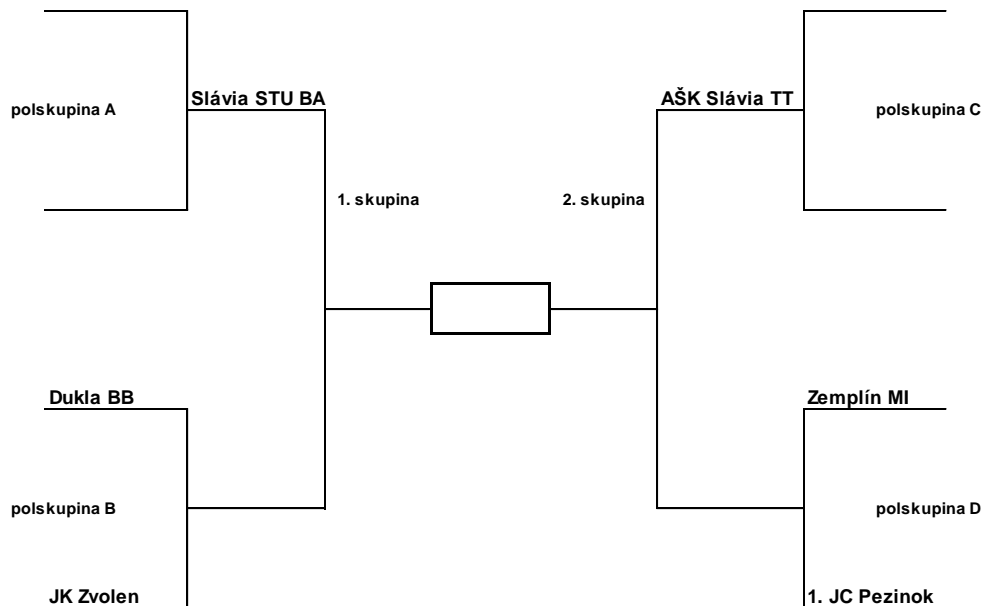 Slávia STU BA
AŠK Slávia TT
polskupina A
polskupina C
1. skupina
2. skupina
Dukla BB
Zemplín MI
polskupina B
polskupina D
JK Zvolen
1. JC Pezinok